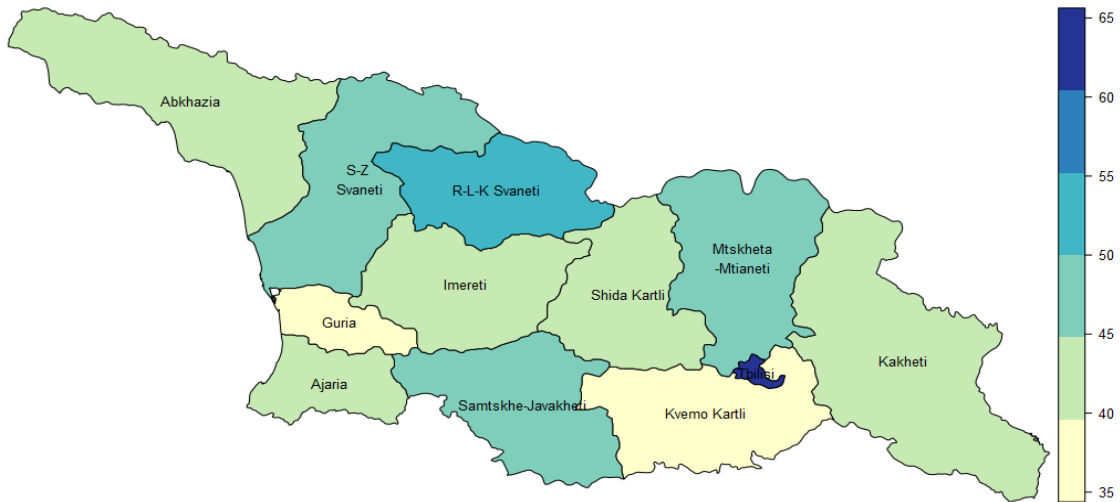 Abkhazia
S-Z
Svaneti
R-L-K Svaneti
Mtskheta
-Mtianeti
Imereti
Shida Kartli
Guria
Kakheti
Ajaria
Tbilisi
Samtskhe-Javakheti
Kvemo Kartli
65
60
55
50
45
40
35